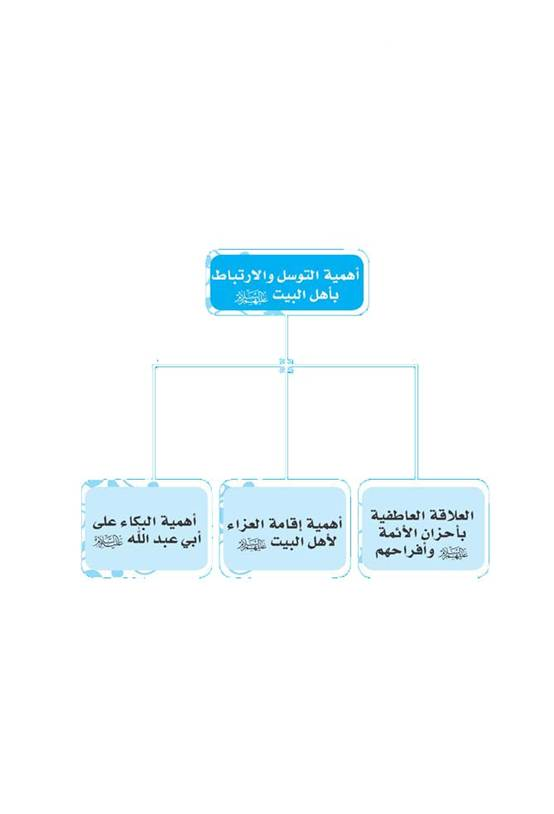 أهمية التوسل والارتباط
بأهل البيت عليهم السلام
العلاقة العاطفية
بأحزان الأئمة
عليهم السلام وأفراحهم
أهمية إقامة العزاء
لأهل البيت عليهم السلام
أهمية البكاء على
أبي عبد الله عليه السلام